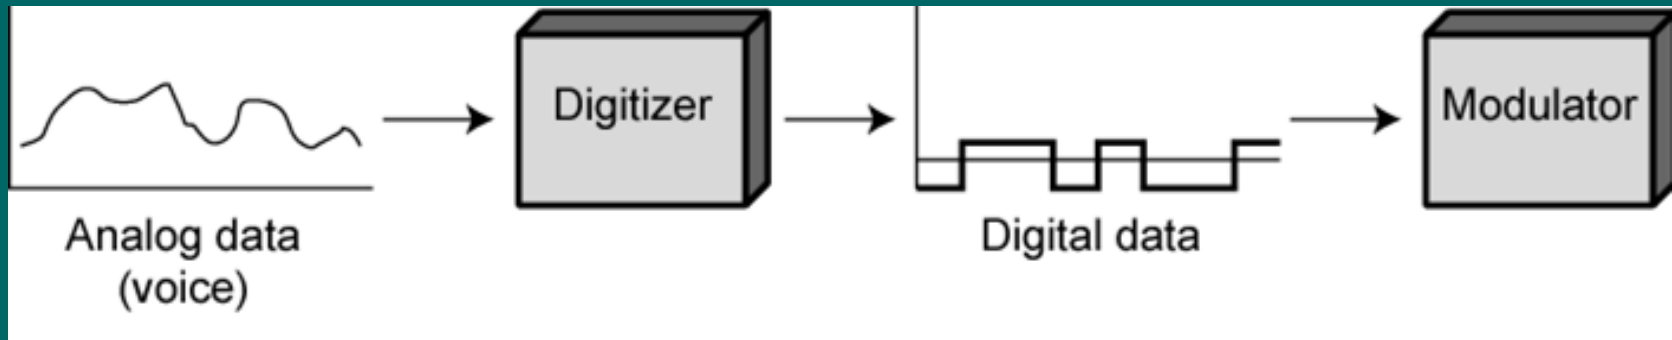 Analog data
(voice)
Digitizer
Digital data
Modulator